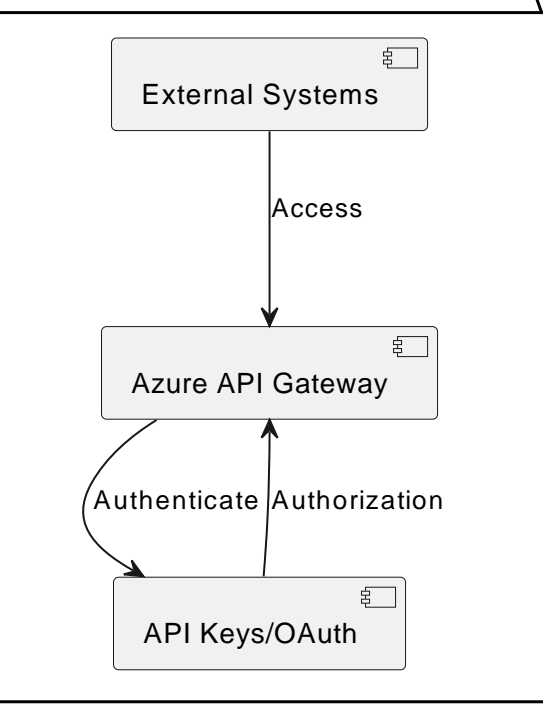 External Systems
Access
Azure API Gateway
Authenticate
Authorization
API Keys/OAuth